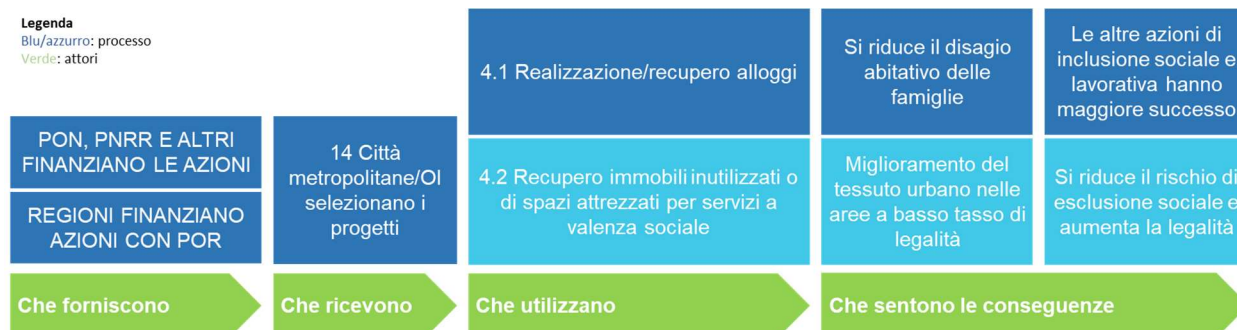 Legenda
Blu/azzurro: processo
Verde: attori
PON, PNRR E ALTRI
FINANZIANO LE AZIONI
REGIONI FINANZIANO
AZIONI CON POR
14 Città
metropolitane/OI
selezionano i
progetti
4.1 Realizzazione/recupero alloggi
4.2 Recupero immobili inutilizzati o
di spazi attrezzati per servizi a
valenza sociale
Si riduce il disagio
abitativo delle
famiglie
Miglioramento del
tessuto urbano nelle
aree a basso tasso di
legalità
Le altre azioni di
inclusione sociale e
lavorativa hanno
maggiore successo
Si riduce il rischio di
esclusione sociale e
aumenta la legalità
Che forniscono
Che ricevono
Che utilizzano
Che sentono le conseguenze